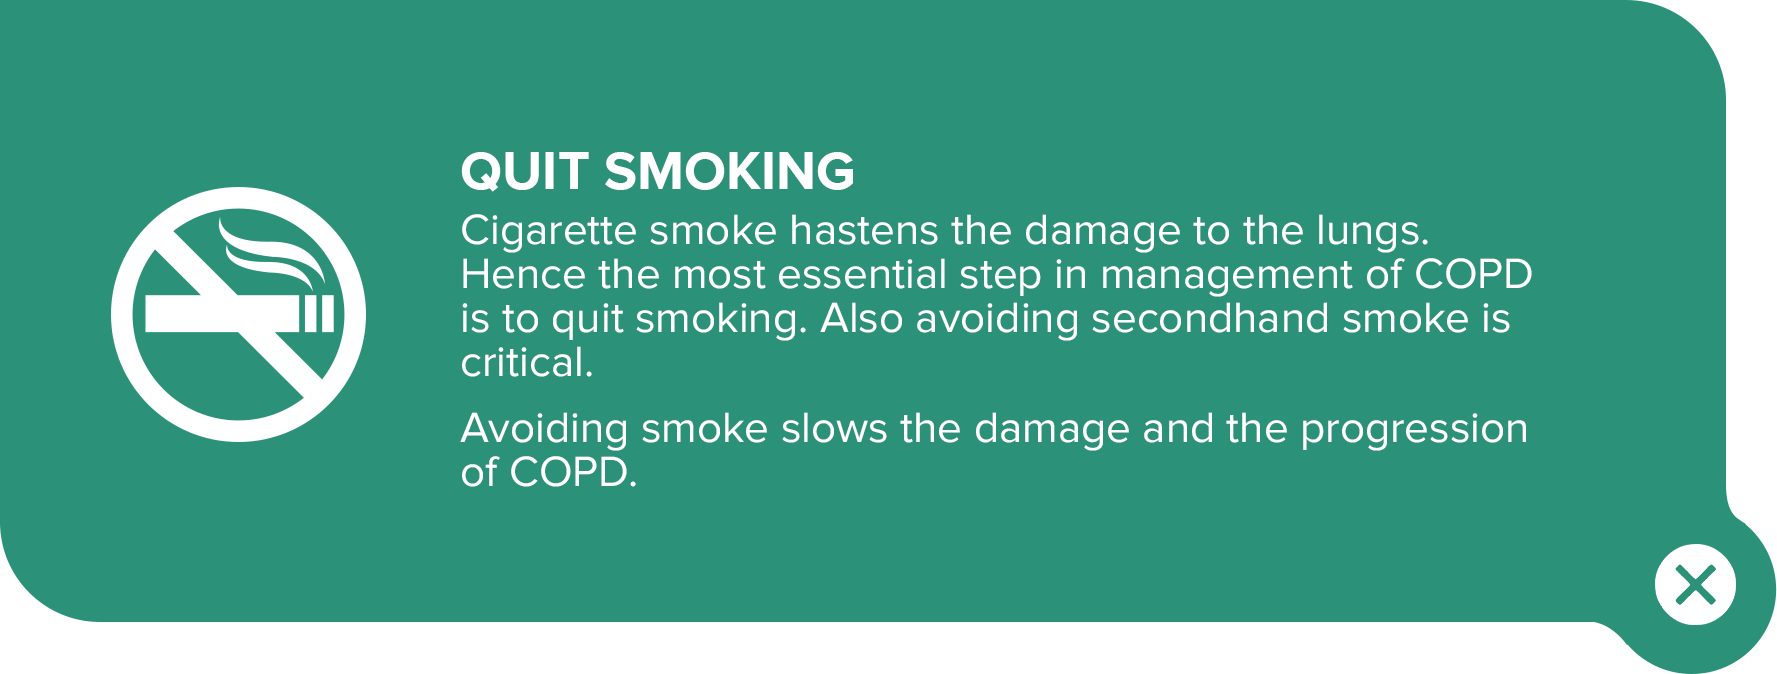 QUIT SMOKING
Cigarette smoke hastens the damage to the lungs.
Hence the most essential step in management of COPD
is to quit smoking. Also avoiding secondhand smoke is
critical.
Avoiding smoke slows the damage and the progression
of COPD.